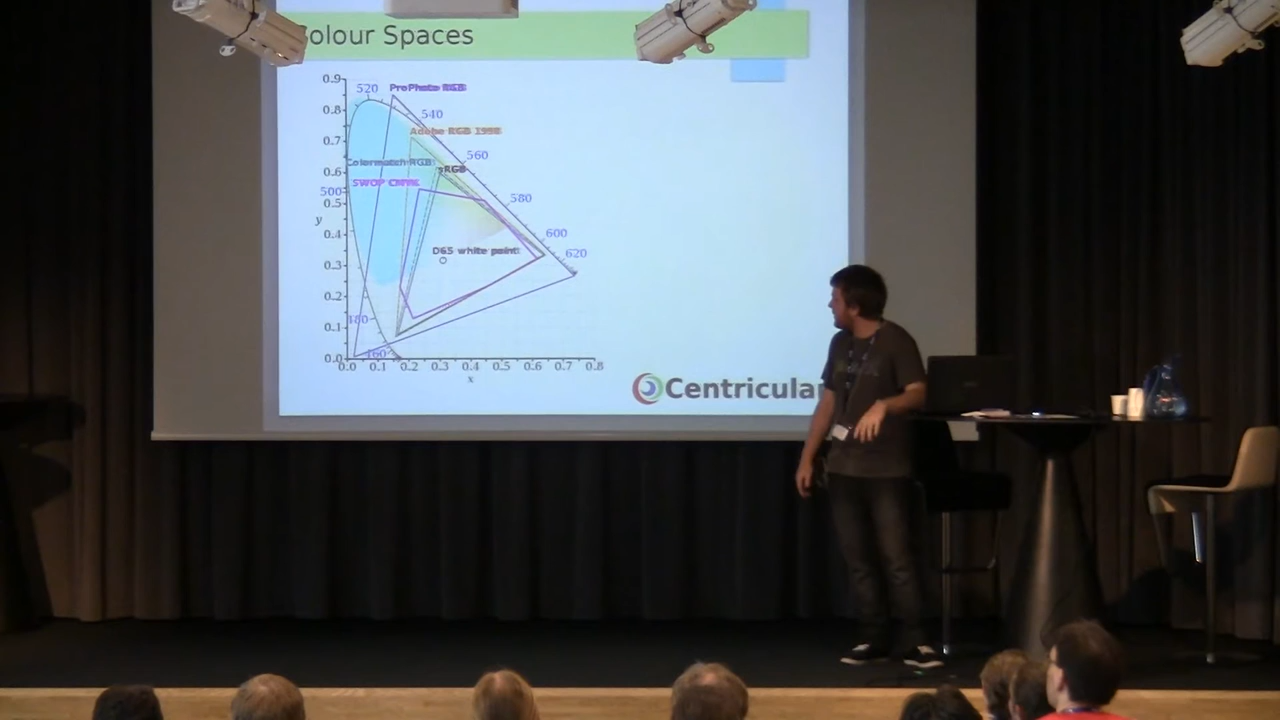 olour Spaces
0.9
520
ProPhoto RGB
0.8
540
Adobe RGB 1998
0.7
Colormatch RGB
sRGB
560
0.6
SWOP CMYK
500
580
0.5
y
0.4
600
D65 white point
620
0.3
0.2
480
0.1
460
0.0
0.0 0.1 0.2 0.3 0.4 0.5 0.6 0.7 0.8
x
Centricula